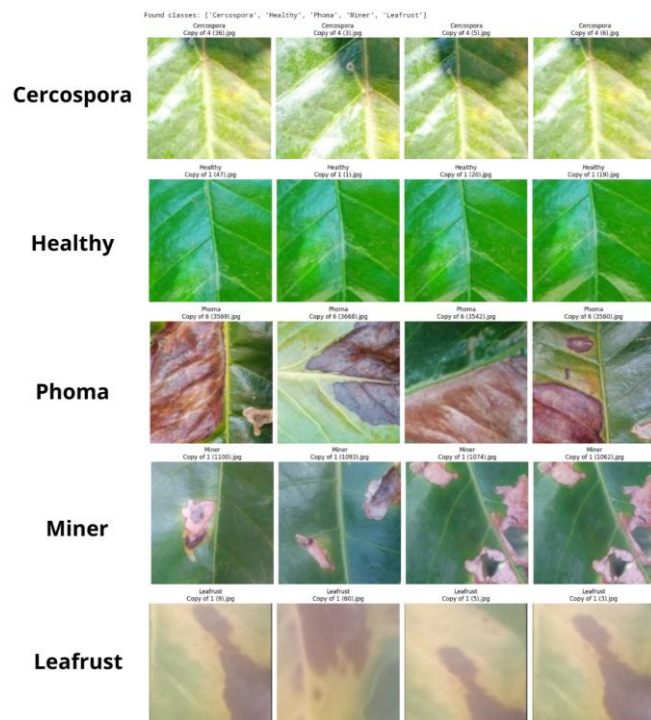 Found classes: ['Cercospora', 'Healthy', 'Phoma', 'Miner', 'Leafrust']
Cercospora
Cercospora
Copy of 4 (36).jpg
Cercospora
Copy of 4 (3).jpg
Cercospora
Copy of 4 (5).jpg
Cercospora
Copy of 4 (6).jpg
Healthy
Healthy
Copy of 1 (47).jpg
Healthy
Copy of 1 (1).jpg
Healthy
Copy of 1 (20).jpg
Healthy
Copy of 1 (19).jpg
Phoma
Phoma
Copy of 6 (3569).jpg
Phoma
Copy of 6 (3668).jpg
Phoma
Copy of 6 (3542).jpg
Phoma
Copy of 6 (3560).jpg
Miner
Miner
Copy of 1 (1100).jpg
Miner
Copy of 1 (1093).jpg
Miner
Copy of 1 (1074).jpg
Miner
Copy of 1 (1062).jpg
Leafrust
Leafrust
Copy of 1 (9).jpg
Leafrust
Copy of 1 (60).jpg
Leafrust
Copy of 1 (5).jpg
Leafrust
Copy of 1 (3).jpg